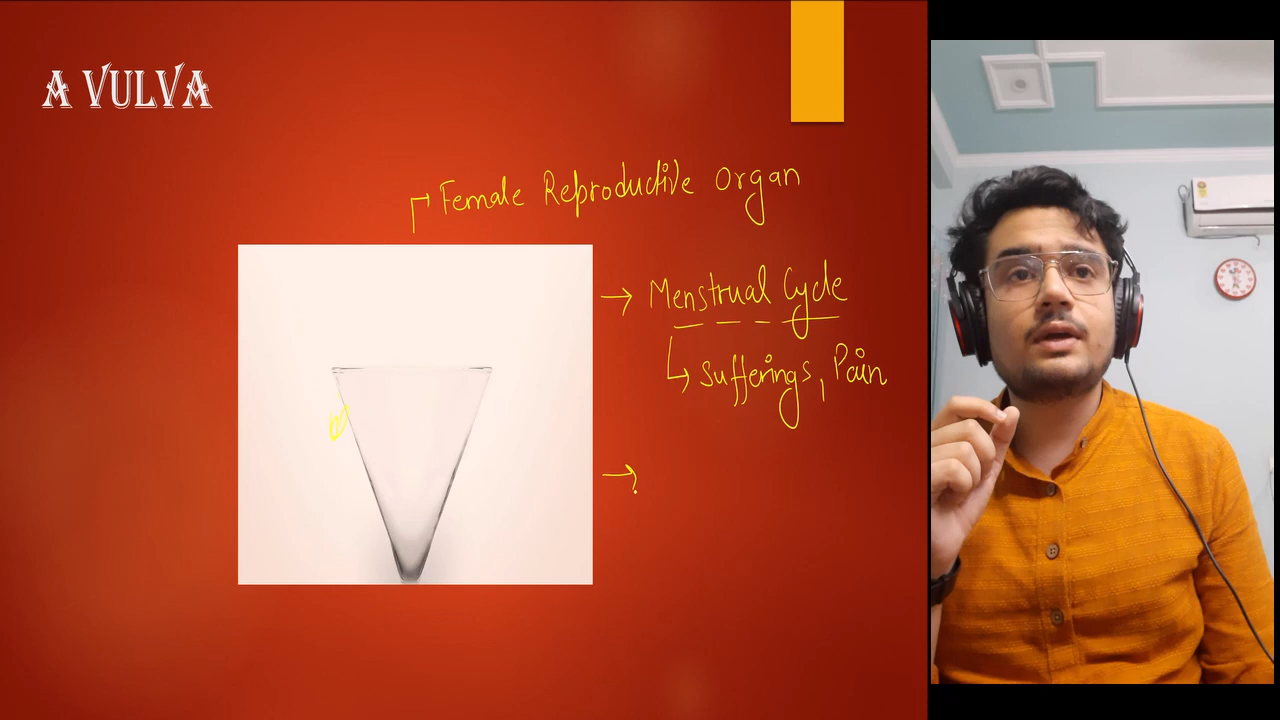 A VULVA
Female Reproductive Organ
→ Menstrual Cycle
↳ Sufferings, Pain
→ ?